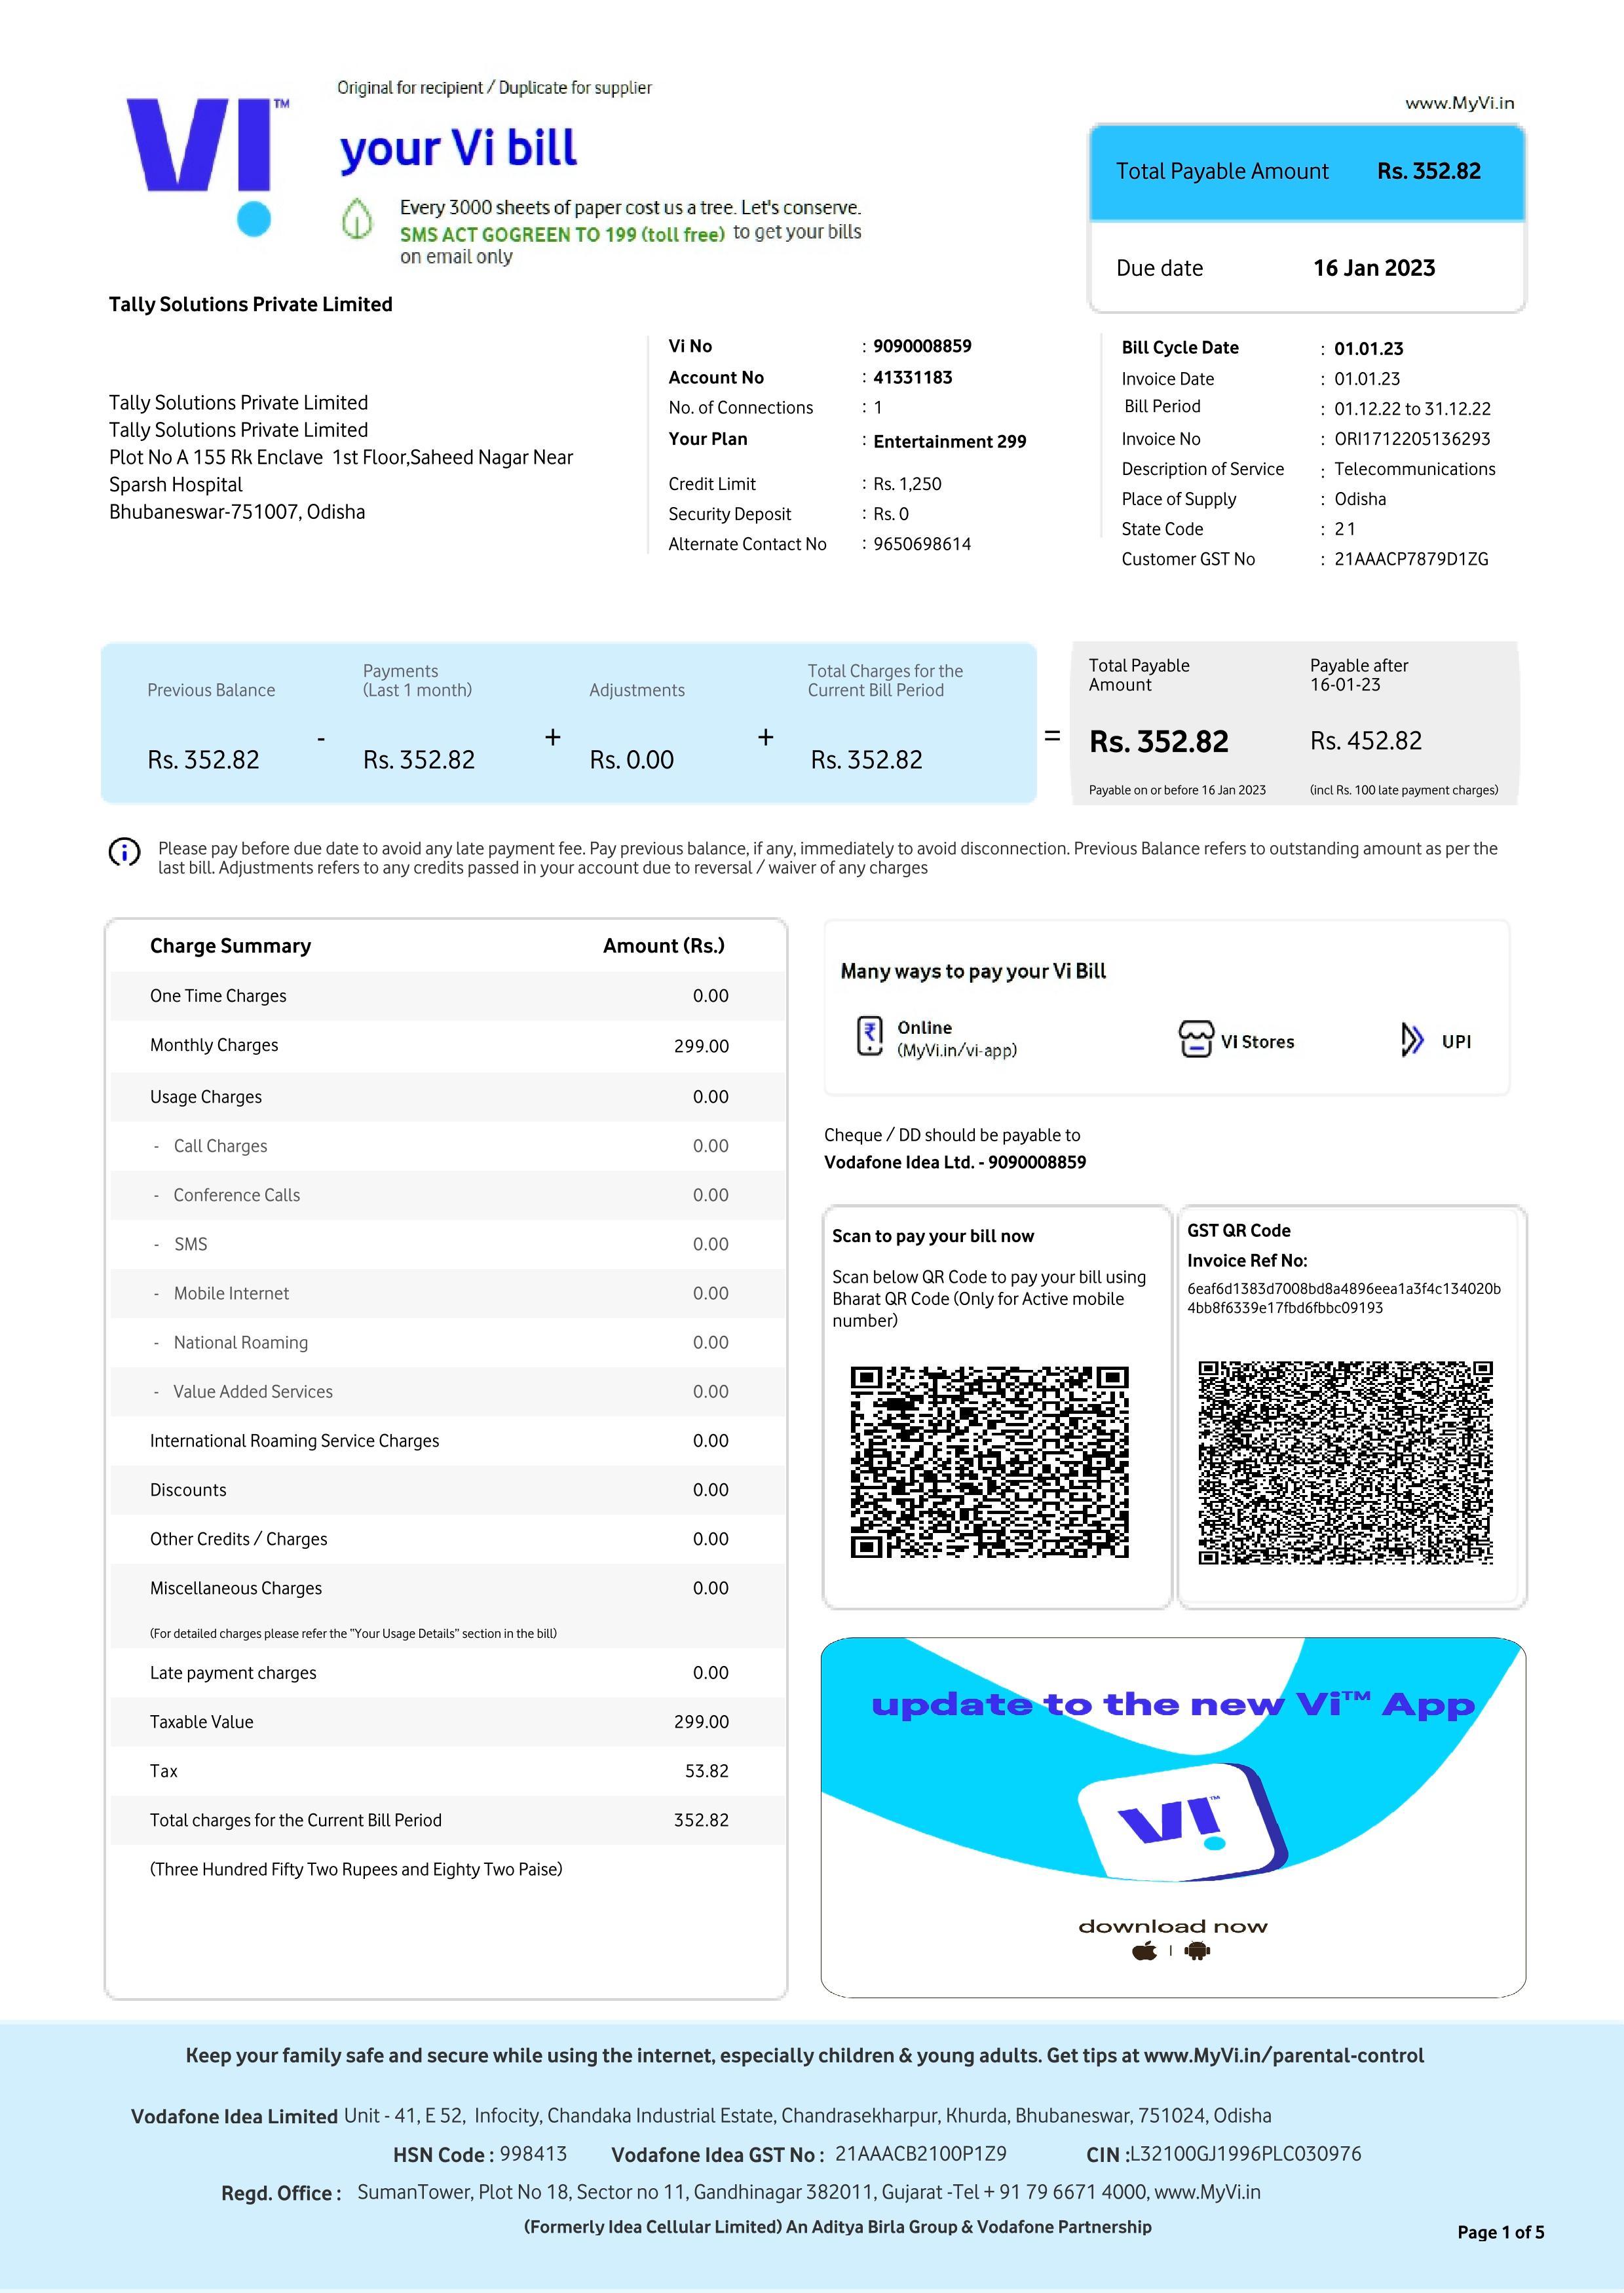 Original for recipient / Duplicate for supplier
www.MyVi.in
VI™
your Vi bill
Every 3000 sheets of paper cost us a tree. Let's conserve.
SMS ACT GOGREEN TO 199 (toll free) to get your bills
on email only
Total Payable Amount Rs. 352.82
Due date 16 Jan 2023
Tally Solutions Private Limited
Tally Solutions Private Limited
Tally Solutions Private Limited
Plot No A 155 Rk Enclave 1st Floor,Saheed Nagar Near
Sparsh Hospital
Bhubaneswar-751007, Odisha
Vi No : 9090008859
Account No : 41331183
No. of Connections : 1
Your Plan : Entertainment 299
Credit Limit : Rs. 1,250
Security Deposit : Rs. 0
Alternate Contact No : 9650698614
Bill Cycle Date : 01.01.23
Invoice Date : 01.01.23
Bill Period : 01.12.22 to 31.12.22
Invoice No : ORI1712205136293
Description of Service : Telecommunications
Place of Supply : Odisha
State Code : 21
Customer GST No : 21AAACP7879D1ZG
Previous Balance
Rs. 352.82
-
Payments
(Last 1 month)
Rs. 352.82
+
Adjustments
Rs. 0.00
+
Total Charges for the
Current Bill Period
Rs. 352.82
=
Total Payable
Amount
Rs. 352.82
Payable on or before 16 Jan 2023
Payable after
16-01-23
Rs. 452.82
(incl Rs. 100 late payment charges)
Please pay before due date to avoid any late payment fee. Pay previous balance, if any, immediately to avoid disconnection. Previous Balance refers to outstanding amount as per the
last bill. Adjustments refers to any credits passed in your account due to reversal / waiver of any charges
Charge Summary Amount (Rs.)
One Time Charges 0.00
Monthly Charges 299.00
Usage Charges 0.00
- Call Charges 0.00
- Conference Calls 0.00
- SMS 0.00
- Mobile Internet 0.00
- National Roaming 0.00
- Value Added Services 0.00
International Roaming Service Charges 0.00
Discounts 0.00
Other Credits / Charges 0.00
Miscellaneous Charges 0.00
(For detailed charges please refer the "Your Usage Details" section in the bill)
Late payment charges 0.00
Taxable Value 299.00
Tax 53.82
Total charges for the Current Bill Period 352.82
(Three Hundred Fifty Two Rupees and Eighty Two Paise)
Many ways to pay your Vi Bill
Online
(MyVi.in/vi-app)
VI Stores
UPI
Cheque / DD should be payable to
Vodafone Idea Ltd. - 9090008859
Scan to pay your bill now
Scan below QR Code to pay your bill using
Bharat QR Code (Only for Active mobile
number)
GST QR Code
Invoice Ref No:
6eaf6d1383d7008bd8a4896eea1a3f4c134020b
4bb8f6339e17fbd6fbbc09193
update to the new Vi™ App
VI™
download now
Keep your family safe and secure while using the internet, especially children & young adults. Get tips at www.MyVi.in/parental-control
Vodafone Idea Limited Unit - 41, E 52, Infocity, Chandaka Industrial Estate, Chandrasekharpur, Khurda, Bhubaneswar, 751024, Odisha
HSN Code : 998413 Vodafone Idea GST No : 21AAACB2100P1Z9 CIN :L32100GJ1996PLC030976
Regd. Office : SumanTower, Plot No 18, Sector no 11, Gandhinagar 382011, Gujarat -Tel + 91 79 6671 4000, www.MyVi.in
(Formerly Idea Cellular Limited) An Aditya Birla Group & Vodafone Partnership
Page 1 of 5